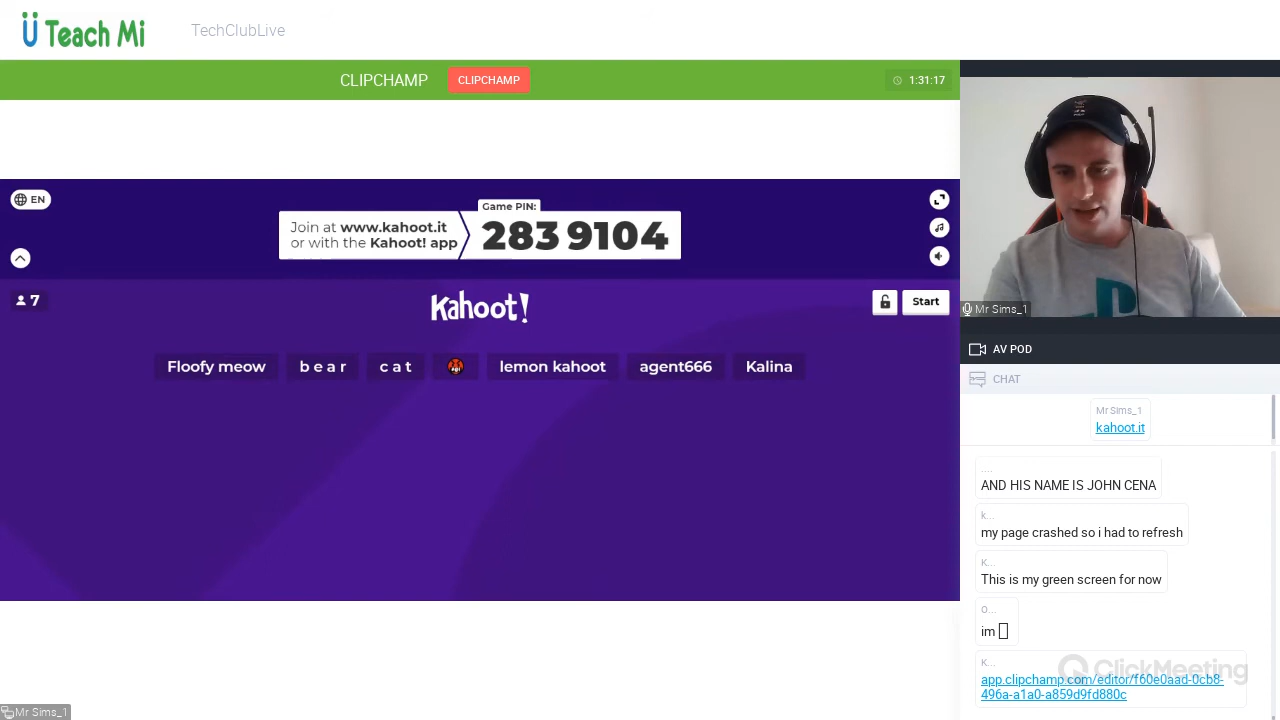 Ü Teach Mi
TechClubLive
CLIPCHAMP
CLIPCHAMP
1:31:17
EN
Join at www.kahoot.it
or with the Kahoot! app
Game PIN:
283 9104
7
Kahoot!
Start
Floofy meow
b e a r
c a t
lemon kahoot
agent666
Kalina
Mr Sims_1
Mr Sims_1
AV POD
CHAT
Mr Sims_1
kahoot.it
....
AND HIS NAME IS JOHN CENA
k...
my page crashed so i had to refresh
K...
This is my green screen for now
O...
im
K...
app.clipchamp.com/editor/f60e0aad-0cb8-
496a-a1a0-a859d9fd880c
ClickMeeting